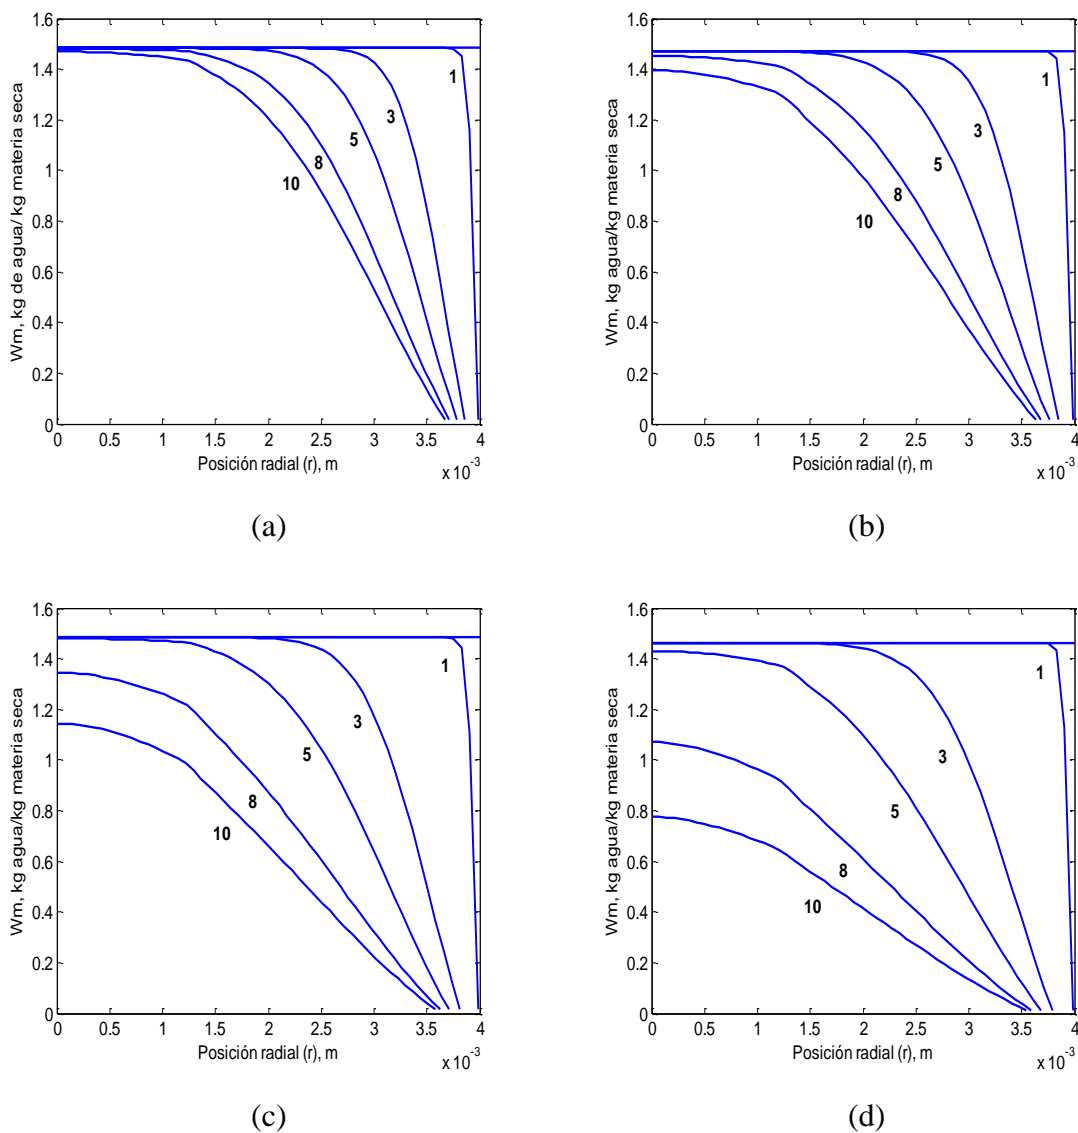 1.6
1.4
1.2
1
0.8
0.6
0.4
0.2
0
Wm, kg de agua/ kg materia seca
1
3
5
8
10
0 0.5 1 1.5 2 2.5 3 3.5 4
Posición radial (r), m
x 10-3
(a)
1.6
1.4
1.2
1
0.8
0.6
0.4
0.2
0
Wm, kg agua/kg materia seca
1
3
5
8
10
0 0.5 1 1.5 2 2.5 3 3.5 4
Posición radial (r), m
x 10-3
(b)
1.6
1.4
1.2
1
0.8
0.6
0.4
0.2
0
Wm, kg agua/kg materia seca
1
3
5
8
10
0 0.5 1 1.5 2 2.5 3 3.5 4
Posición radial (r), m
x 10-3
(c)
1.6
1.4
1.2
1
0.8
0.6
0.4
0.2
0
Wm, kg agua/kg materia seca
1
3
5
8
10
0 0.5 1 1.5 2 2.5 3 3.5 4
Posición radial (r), m
x 10-3
(d)